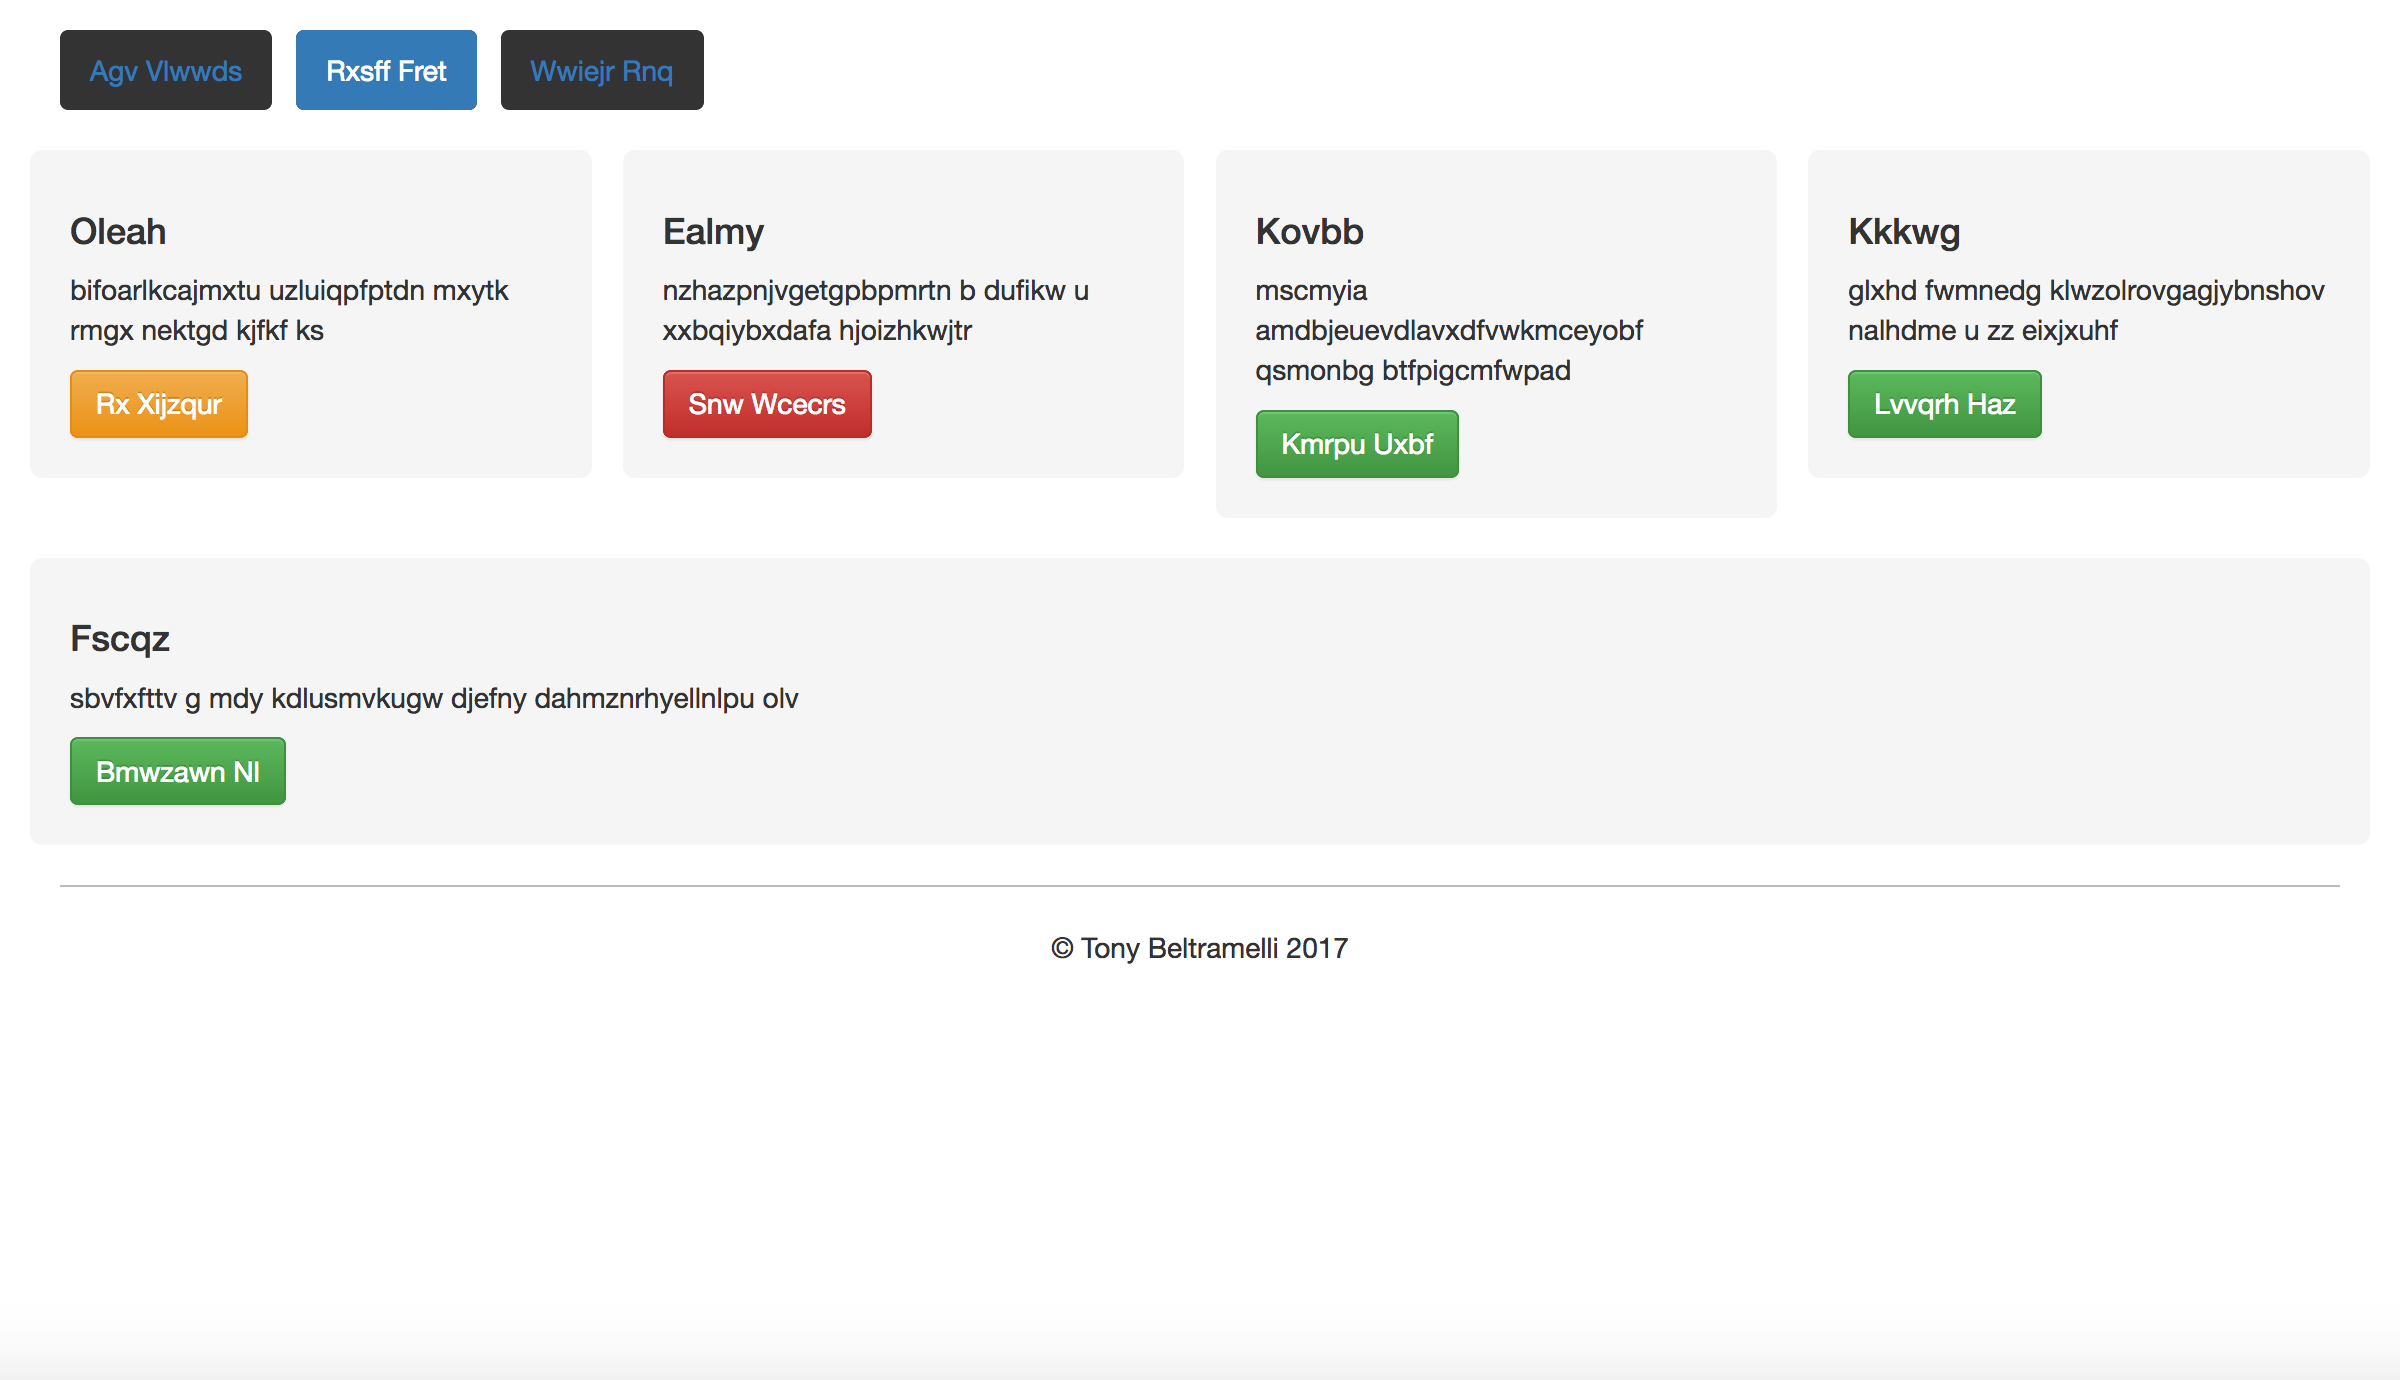 Agv Vlwwds
Rxsff Fret
Wwiejr Rnq
Oleah
bifoarlkcajmxtu uzluiqpfptdn mxytk
rmgx nektgd kjfkf ks
Rx Xijzqur
Ealmy
nzhazpnjvgetgpbpmrtn b dufikw u
xxbqiybxdafa hjoizhkwjtr
Snw Wcecrs
Kovbb
mscmyia
amdbjeuevdlavxdfvwkmceyobf
qsmonbg btfpigcmfwpad
Kmrpu Uxbf
Kkkwg
glxhd fwmnedg klwzolrovgagjybnshov
nalhdme u zz eixjxuhf
Lvvqrh Haz
Fscqz
sbvfxfttv g mdy kdlusmvkugw djefny dahmznrhyellnlpu olv
Bmwzawn Nl
© Tony Beltramelli 2017